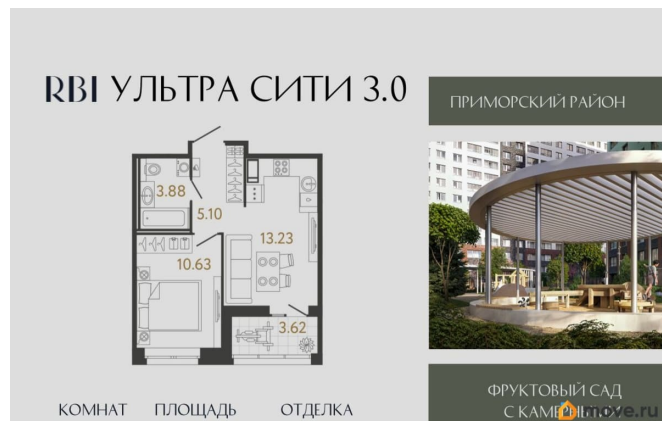 RBI УЛЬТРА СИТИ 3.0
ПРИМОРСКИЙ РАЙОН
3.88
5.10
13.23
10.63
3.62
КОМНАТ ПЛОЩАДЬ ОТДЕЛКА
ФРУКТОВЫЙ САД
С КАМЕРНЫМ
move.ru